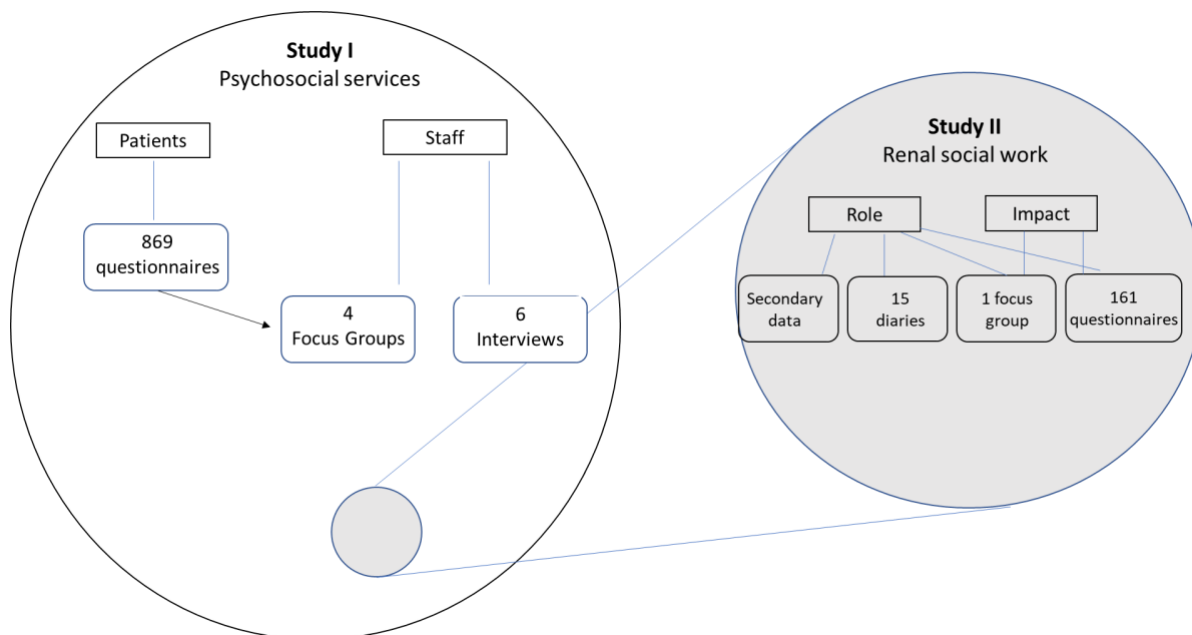 Study I
Psychosocial services
Patients
Staff
869
questionnaires
4
Focus Groups
6
Interviews
Study II
Renal social work
Role
Impact
Secondary
data
15
diaries
1 focus
group
161
questionnaires